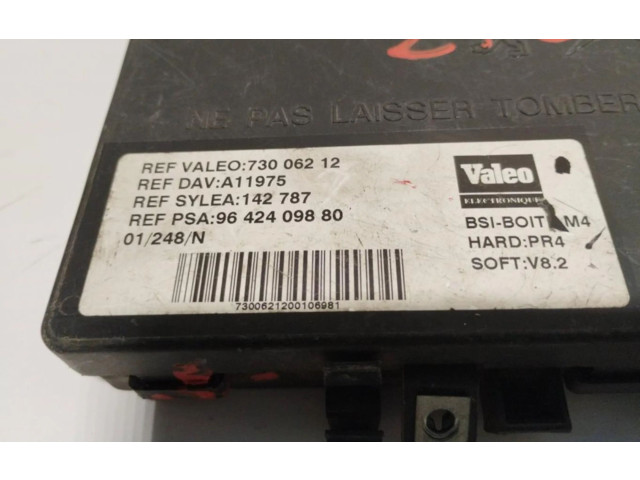 NE PAS LAISSER TOMBER
REF VALEO:730 062 12
REF DAV:A11975
REF SYLEA:142 787
REF PSA:96 424 098 80
01/248/N
7300621200106981
Valeo
ELECTRONIQUE
BSI-BOIT M4
HARD:PR4
SOFT:V8.2